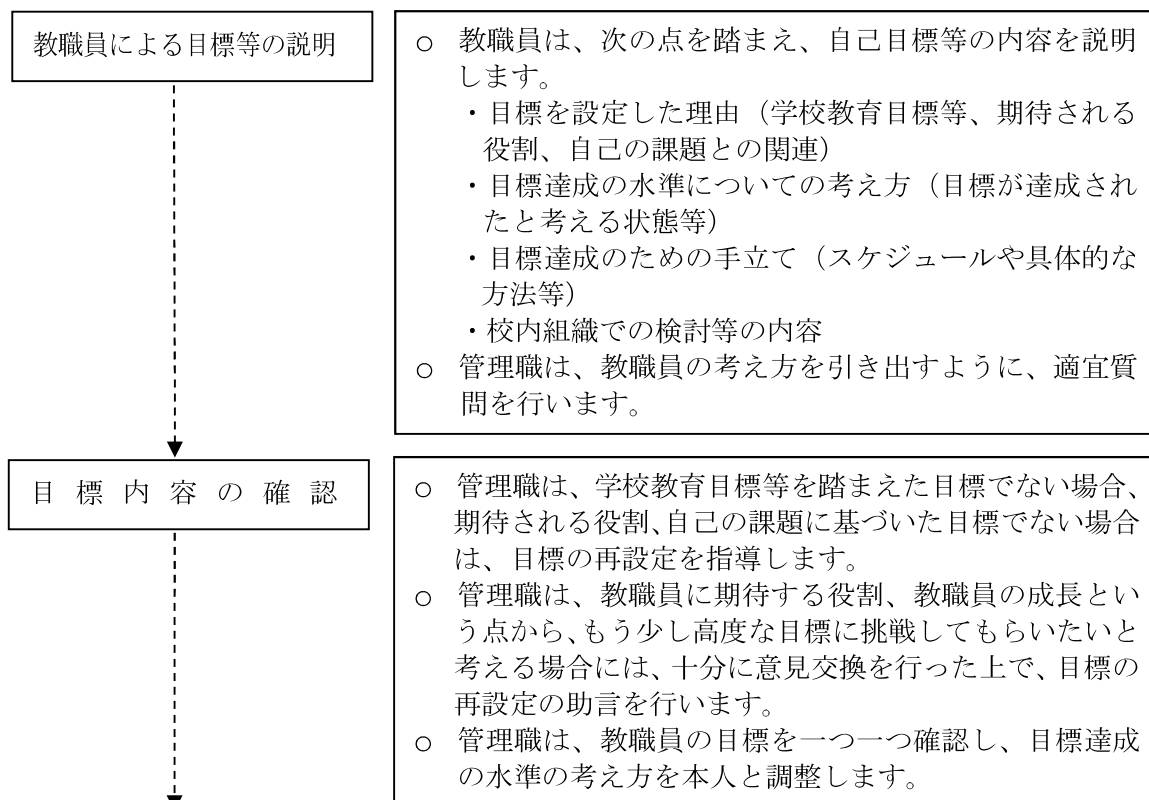 教職員による目標等の説明
○ 教職員は、次の点を踏まえ、自己目標等の内容を説明
します。
・目標を設定した理由（学校教育目標等、期待される
役割、自己の課題との関連）
・目標達成の水準についての考え方（目標が達成され
たと考える状態等）
・目標達成のための手立て（スケジュールや具体的な
方法等）
・校内組織での検討等の内容
○ 管理職は、教職員の考え方を引き出すように、適宜質
問を行います。
目標内容の確認
○ 管理職は、学校教育目標等を踏まえた目標でない場合、
期待される役割、自己の課題に基づいた目標でない場合
は、目標の再設定を指導します。
○ 管理職は、教職員に期待する役割、教職員の成長とい
う点から、もう少し高度な目標に挑戦してもらいたいと
考える場合には、十分に意見交換を行った上で、目標の
再設定の助言を行います。
○ 管理職は、教職員の目標を一つ一つ確認し、目標達成
の水準の考え方を本人と調整します。